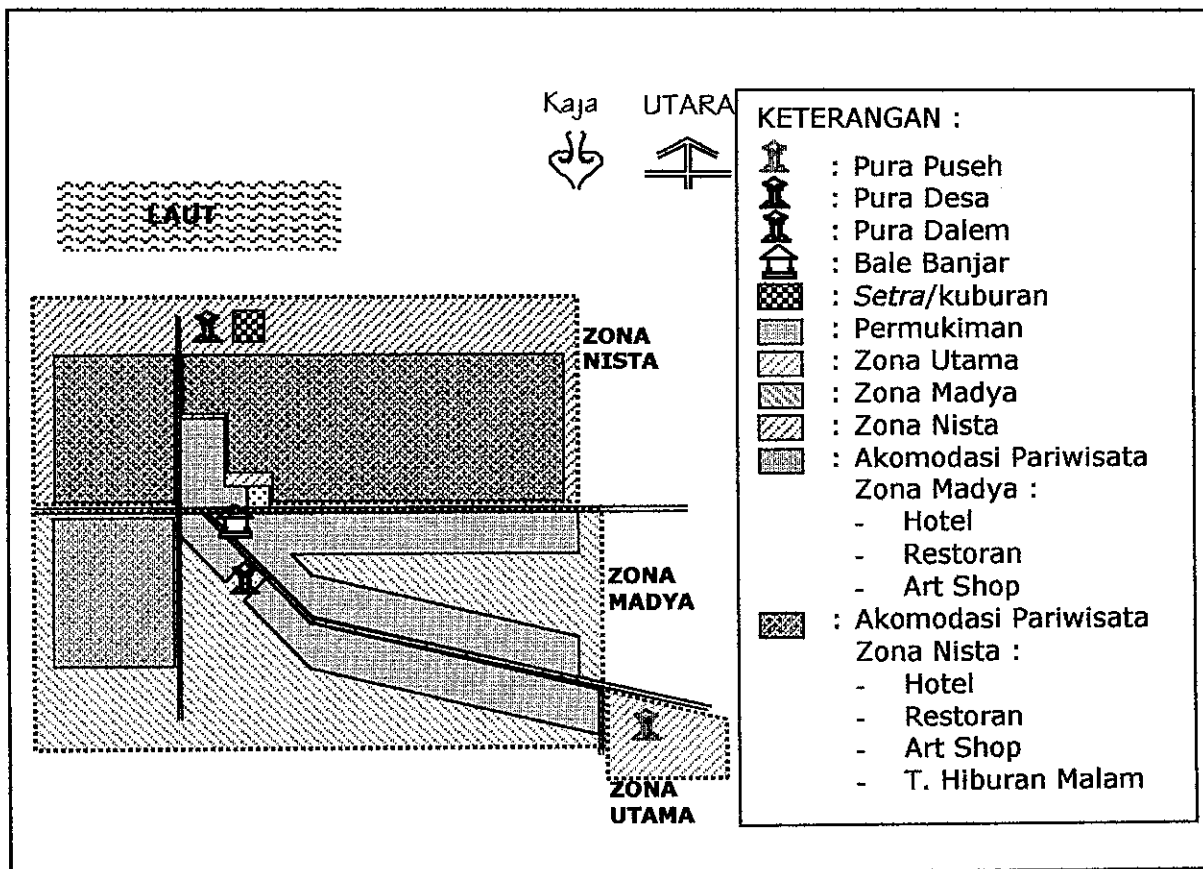 Kaja
UTARA
LAUT
ZONA
NISTA
ZONA
MADYA
ZONA
UTAMA
KETERANGAN :
: Pura Puseh
: Pura Desa
: Pura Dalem
: Bale Banjar
: Setra/kuburan
: Permukiman
: Zona Utama
: Zona Madya
: Zona Nista
: Akomodasi Pariwisata
Zona Madya :
- Hotel
- Restoran
- Art Shop
: Akomodasi Pariwisata
Zona Nista :
- Hotel
- Restoran
- Art Shop
- T. Hiburan Malam